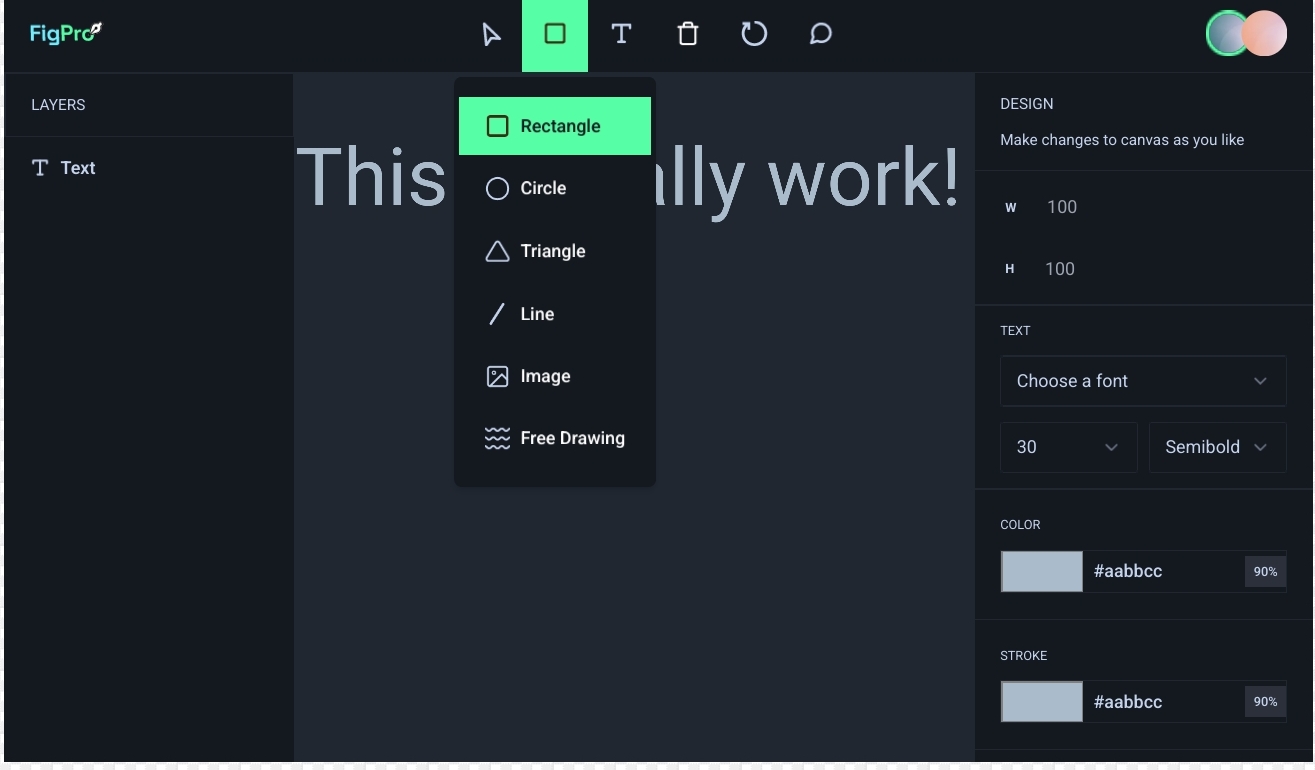 FigPro
LAYERS
Text
Rectangle
Circle
Triangle
Line
Image
Free Drawing
This ally work!
DESIGN
Make changes to canvas as you like
W 100
H 100
TEXT
Choose a font
30 Semibold
COLOR
#aabbcc 90%
STROKE
#aabbcc 90%